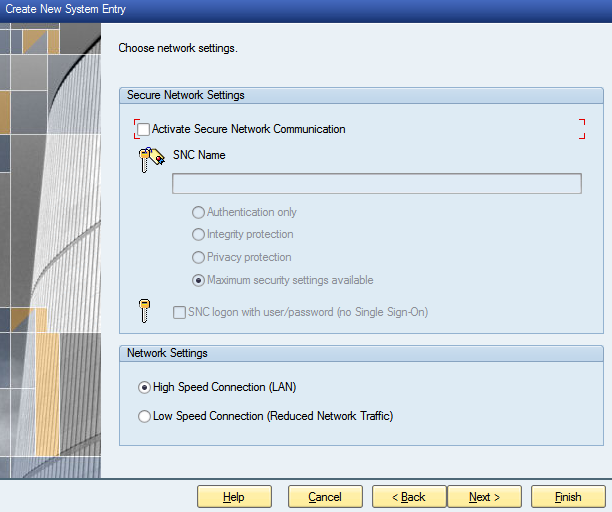 Create New System Entry
Choose network settings.
Secure Network Settings
Activate Secure Network Communication
SNC Name
Authentication only
Integrity protection
Privacy protection
Maximum security settings available
SNC logon with user/password (no Single Sign-On)
Network Settings
High Speed Connection (LAN)
Low Speed Connection (Reduced Network Traffic)
Help Cancel < Back Next > Finish